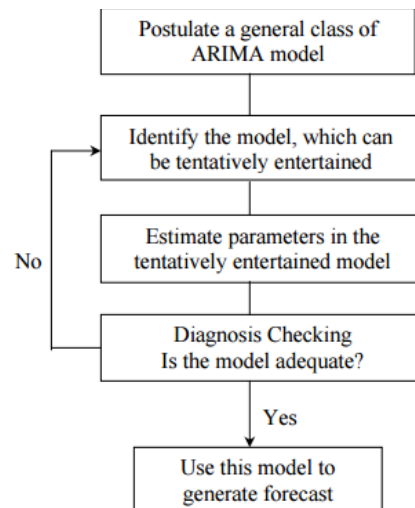 Postulate a general class of
ARIMA model
Identify the model, which can
be tentatively entertained
Estimate parameters in the
tentatively entertained model
No
Diagnosis Checking
Is the model adequate?
Yes
Use this model to
generate forecast